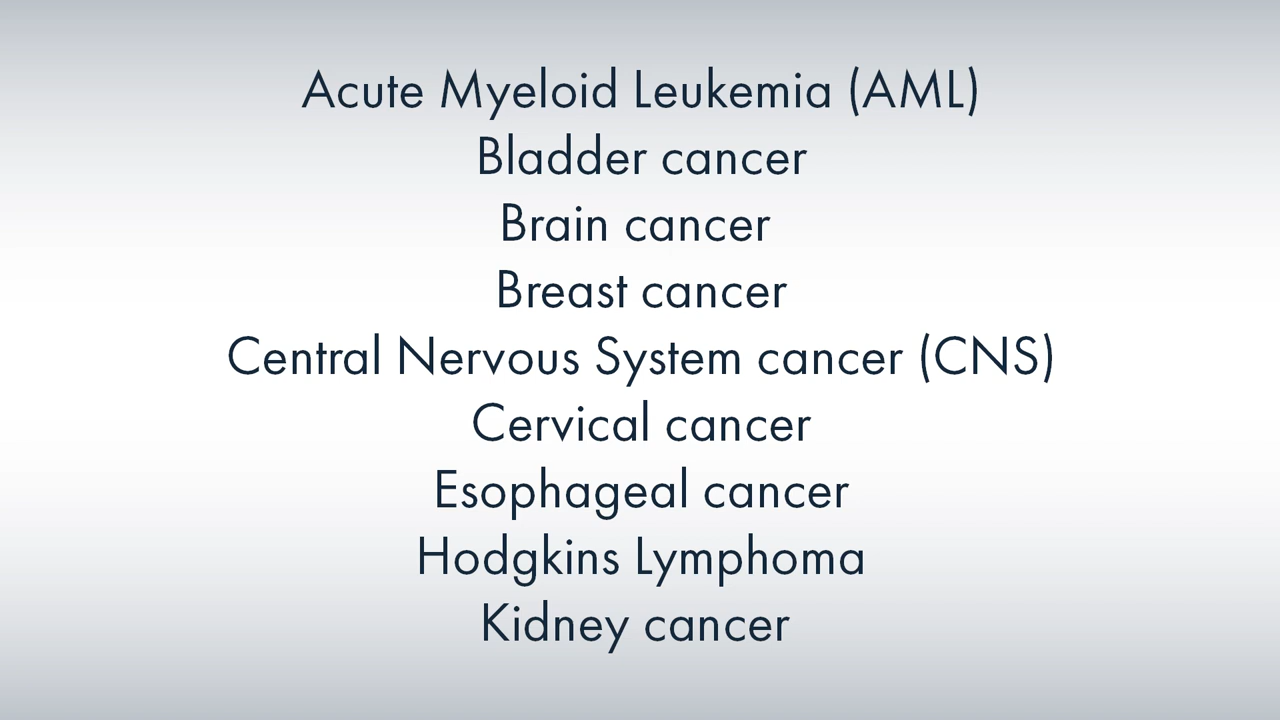 Acute Myeloid Leukemia (AML)
Bladder cancer
Brain cancer
Breast cancer
Central Nervous System cancer (CNS)
Cervical cancer
Esophageal cancer
Hodgkins Lymphoma
Kidney cancer